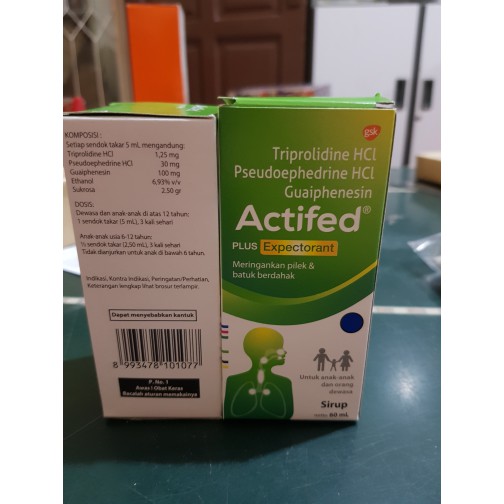 KOMPOSISI :
Setiap sendok takar 5 mL mengandung:
Triprolidine HCl 1,25 mg
Pseudoephedrine HCl 30 mg
Guaiphenesin 100 mg
Ethanol 6,93% v/v
Sukrosa 2.50 gr
DOSIS:
Dewasa dan anak-anak di atas 12 tahun:
1 sendok takar (5 mL), 3 kali sehari
Anak-anak usia 6-12 tahun:
½ sendok takar (2,50 mL), 3 kali sehari
Tidak dianjurkan untuk anak di bawah 6 tahun.
Indikasi, Kontra Indikasi, Peringatan/Perhatian,
Keterangan lengkap lihat brosur terlampir.
Dapat menyebabkan kantuk
8 993478 101077
P. No. 1
Awas ! Obat Keras
Bacalah aturan memakainya
gsk
Triprolidine HCl
Pseudoephedrine HCl
Guaiphenesin
Actifed®
PLUS Expectorant
Meringankan pilek &
batuk berdahak
Untuk anak-anak
dan orang
dewasa
Sirup
60 mL